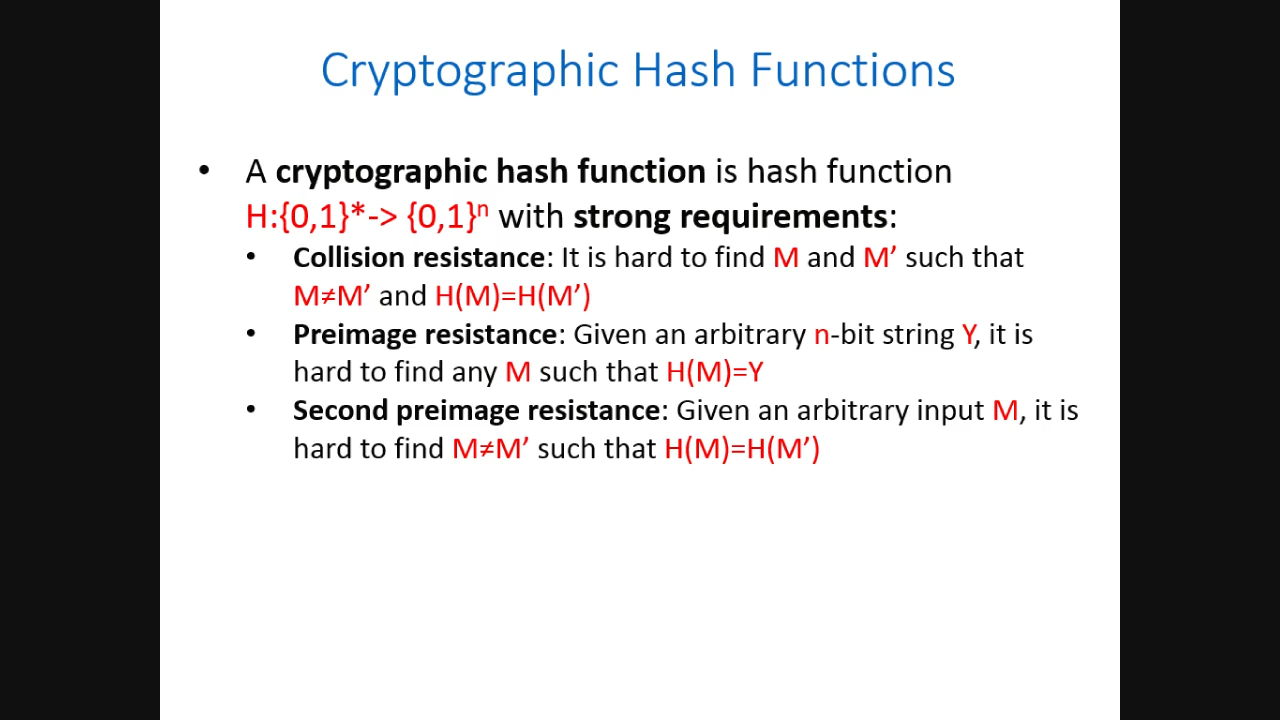 Cryptographic Hash Functions
• A cryptographic hash function is hash function
H:{0,1}*-> {0,1}ⁿ with strong requirements:
• Collision resistance: It is hard to find M and M’ such that
M≠M’ and H(M)=H(M’)
• Preimage resistance: Given an arbitrary n-bit string Y, it is
hard to find any M such that H(M)=Y
• Second preimage resistance: Given an arbitrary input M, it is
hard to find M≠M’ such that H(M)=H(M’)